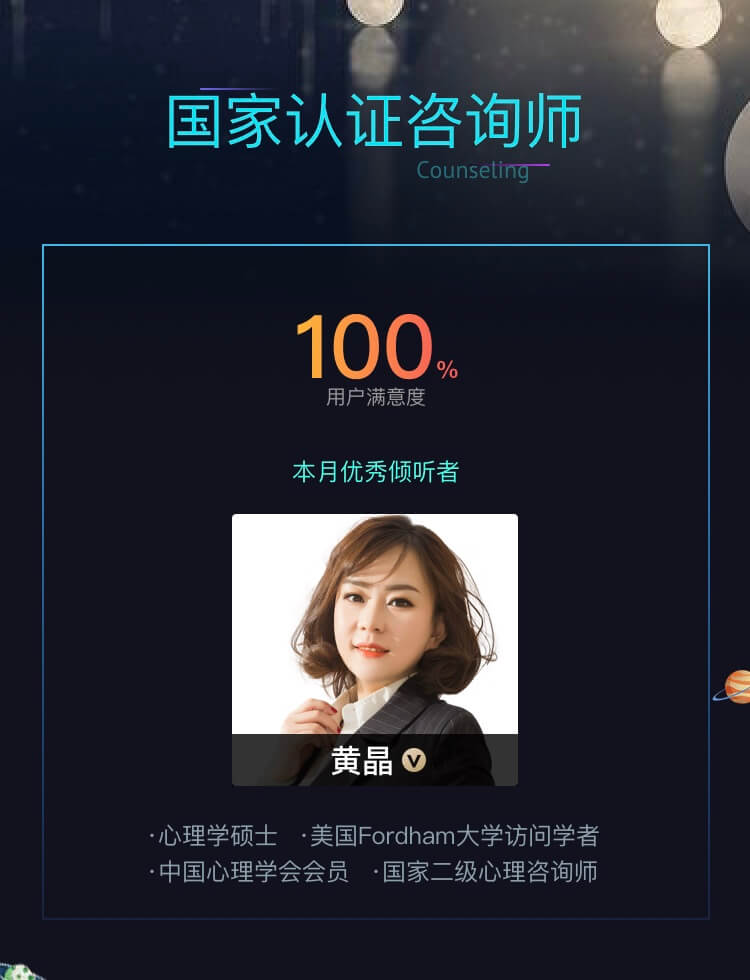 国家认证咨询师
Counseling
100%
用户满意度
本月优秀倾听者
黄晶 V
·心理学硕士 ·美国Fordham大学访问学者
·中国心理学会会员 ·国家二级心理咨询师